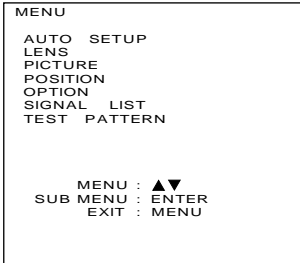 MENU
AUTO SETUP
LENS
PICTURE
POSITION
OPTION
SIGNAL LIST
TEST PATTERN
MENU : ▲▼
SUB MENU : ENTER
EXIT : MENU